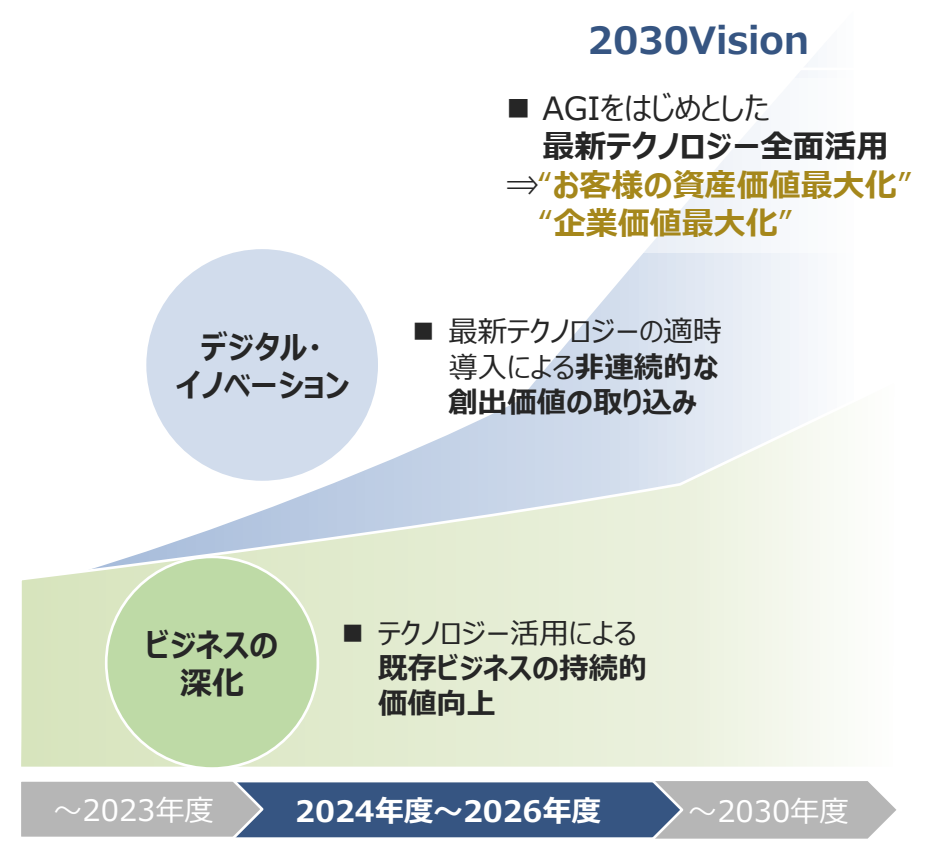 2030Vision
■ AGIをはじめとした
最新テクノロジー全面活用
⇒“お客様の資産価値最大化”
“企業価値最大化”
デジタル・
イノベーション
■ 最新テクノロジーの適時
導入による非連続的な
創出価値の取り込み
ビジネスの
深化
■ テクノロジー活用による
既存ビジネスの持続的
価値向上
～2023年度
2024年度～2026年度
～2030年度